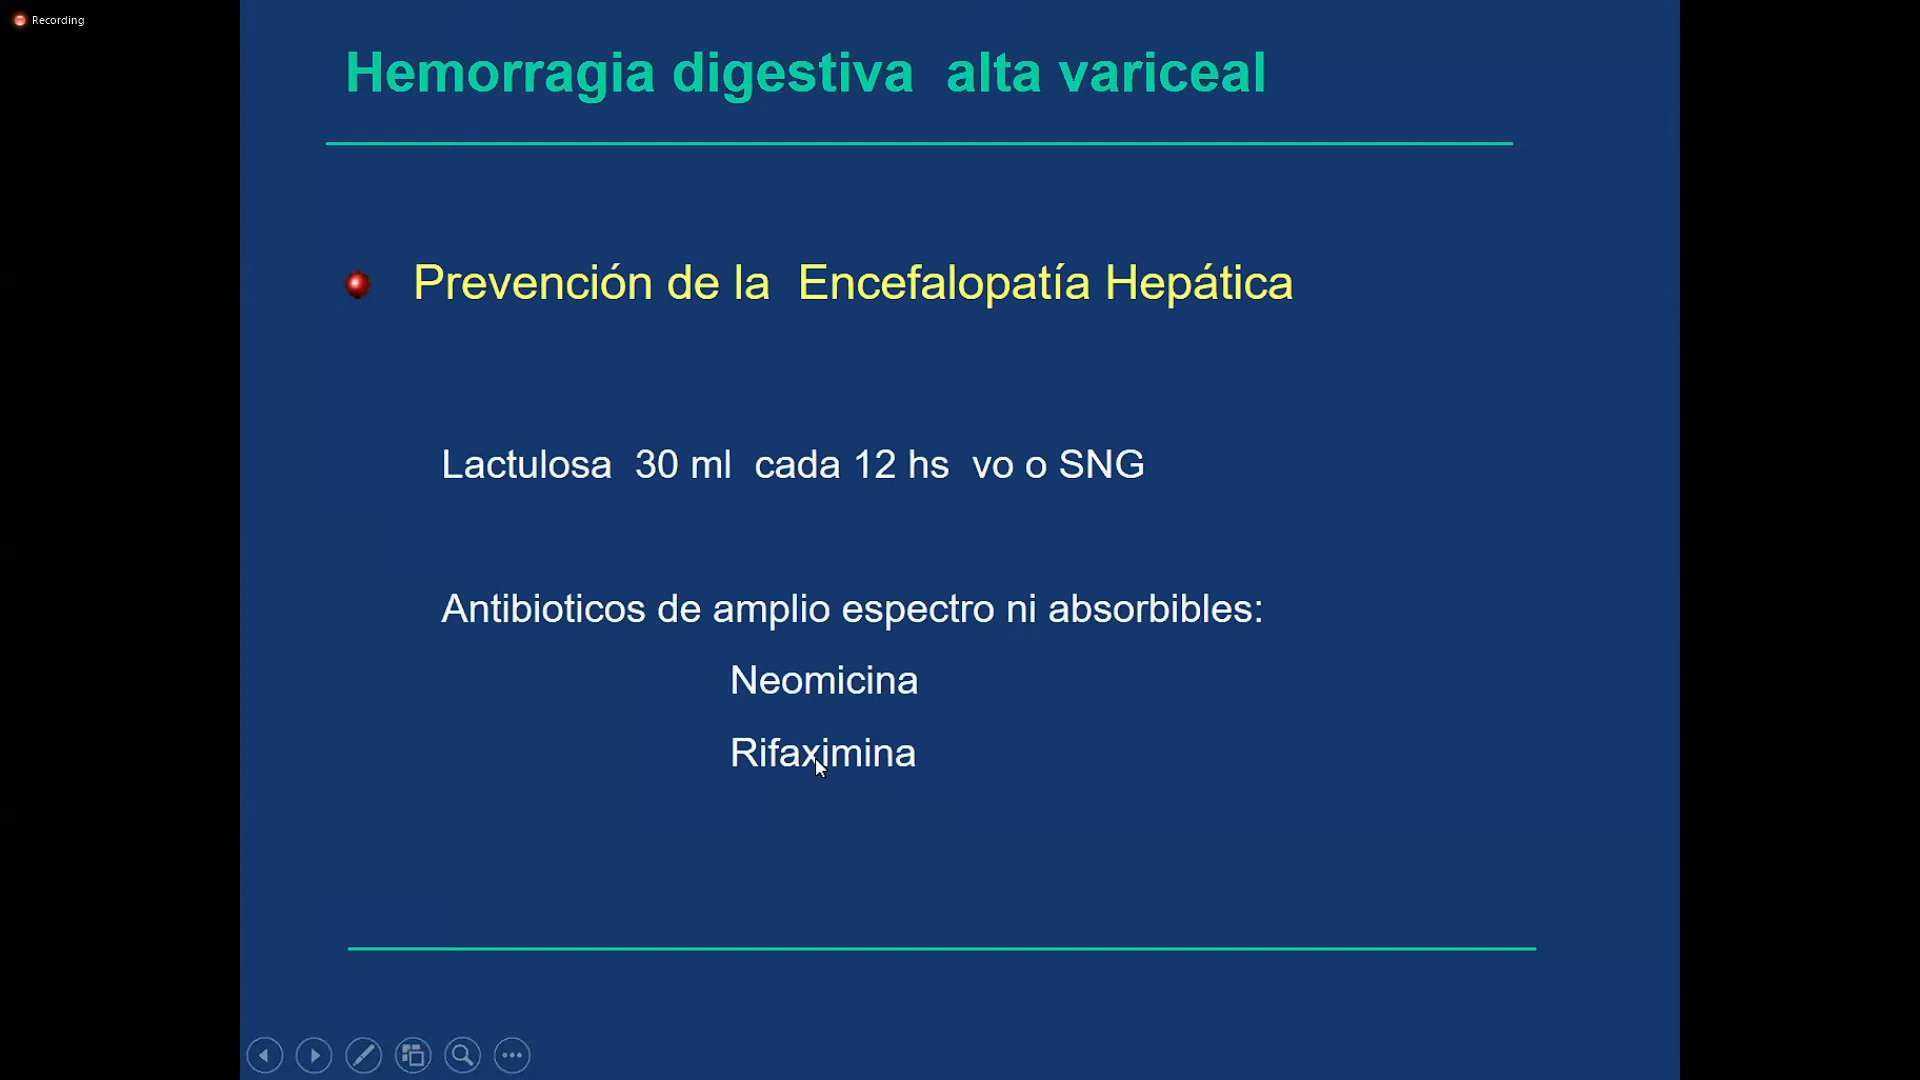 Recording
Hemorragia digestiva alta variceal
Prevención de la Encefalopatía Hepática
Lactulosa 30 ml cada 12 hs vo o SNG
Antibioticos de amplio espectro ni absorbibles:
Neomicina
Rifaximina